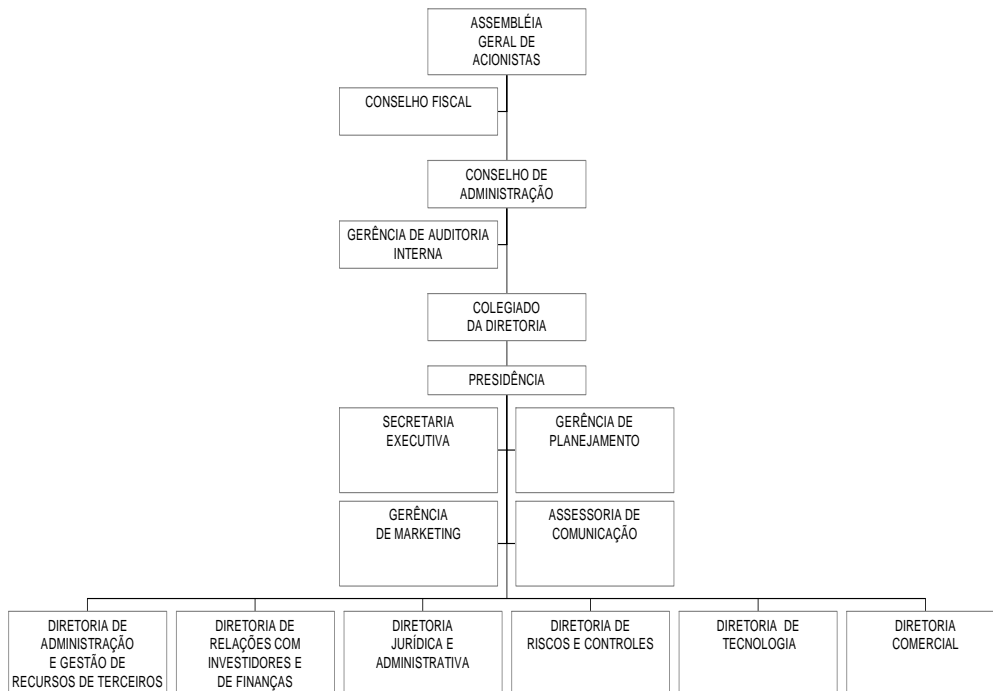 ASSEMBLÉIA
GERAL DE
ACIONISTAS
CONSELHO FISCAL
CONSELHO DE
ADMINISTRAÇÃO
GERÊNCIA DE AUDITORIA
INTERNA
COLEGIADO
DA DIRETORIA
PRESIDÊNCIA
SECRETARIA
EXECUTIVA
GERÊNCIA DE
PLANEJAMENTO
GERÊNCIA
DE MARKETING
ASSESSORIA DE
COMUNICAÇÃO
DIRETORIA DE
ADMINISTRAÇÃO
E GESTÃO DE
RECURSOS DE TERCEIROS
DIRETORIA DE
RELAÇÕES COM
INVESTIDORES E
DE FINANÇAS
DIRETORIA
JURÍDICA E
ADMINISTRATIVA
DIRETORIA DE
RISCOS E CONTROLES
DIRETORIA DE
TECNOLOGIA
DIRETORIA
COMERCIAL